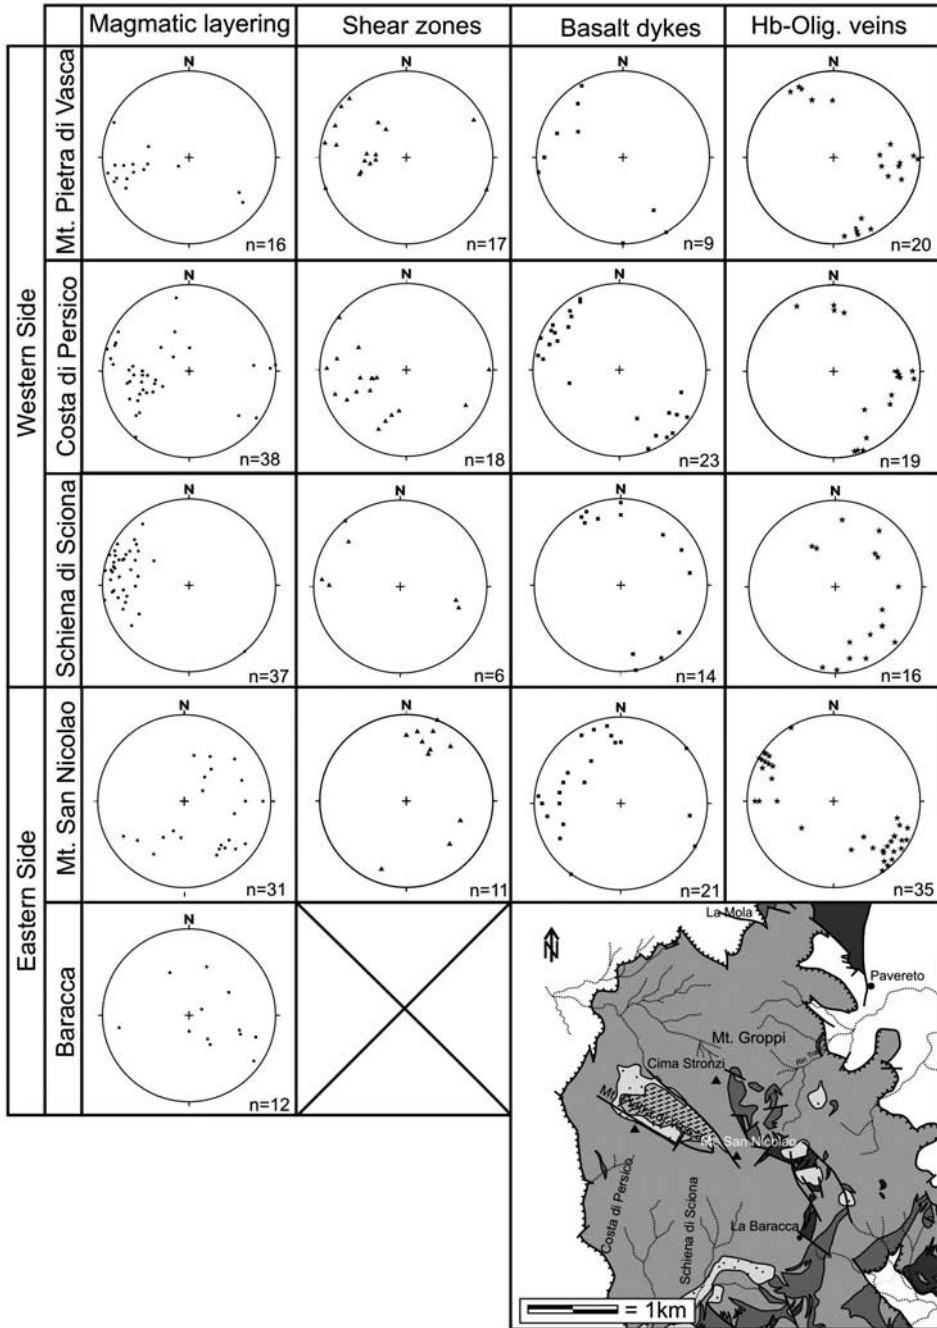 Magmatic layering Shear zones Basalt dykes Hb-Olig. veins
Western Side
Mt. Pietra di Vasca
N N N N
n=16 n=17 n=9 n=20
Costa di Persico
N N N N
n=38 n=18 n=23 n=19
Schiena di Sciona
N N N N
n=37 n=6 n=14 n=16
Eastern Side
Mt. San Nicolao
N N N N
n=31 n=11 n=21 n=35
Baracca
N
n=12
La Mola
N
Pavereto
Mt. Groppi
Rio
Cima Stronzi
Mt.
Mt. San Nicolao
Costa di Persico
Schiena di Sciona
La Baracca
= 1km